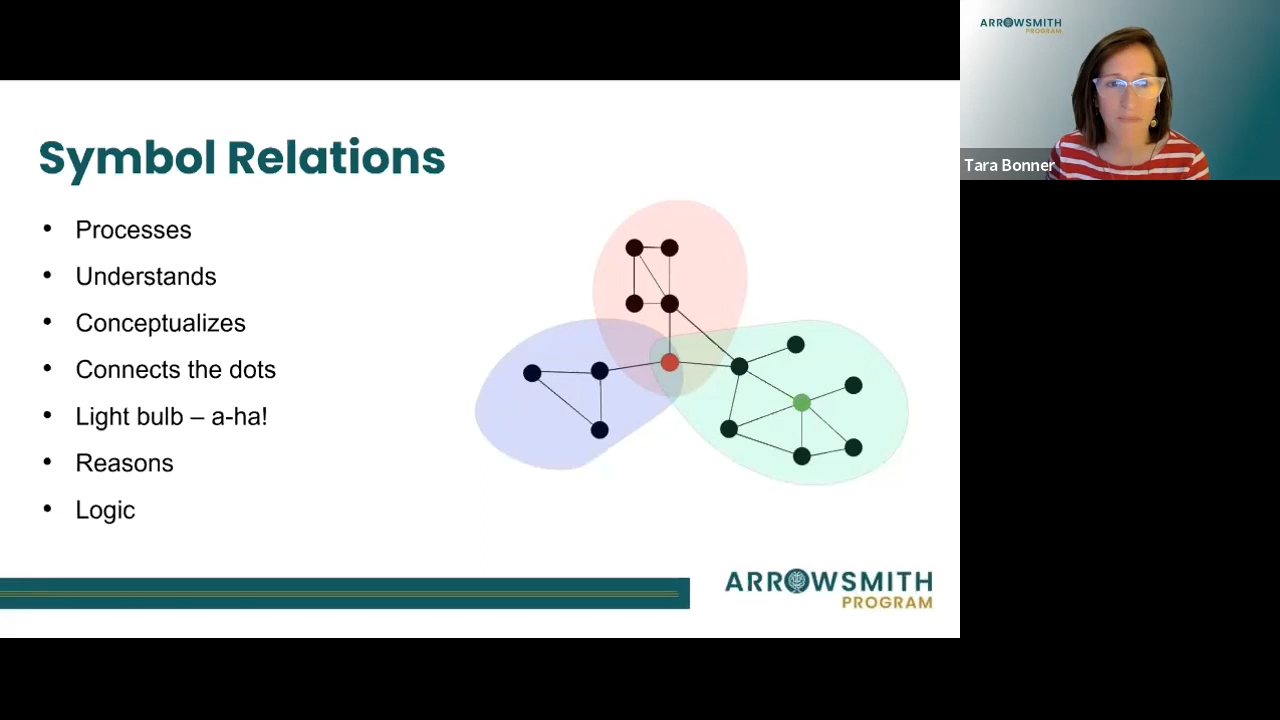 ARROWSMITH
PROGRAM
Tara Bonner
Symbol Relations
• Processes
• Understands
• Conceptualizes
• Connects the dots
• Light bulb – a-ha!
• Reasons
• Logic
ARROWSMITH
PROGRAM